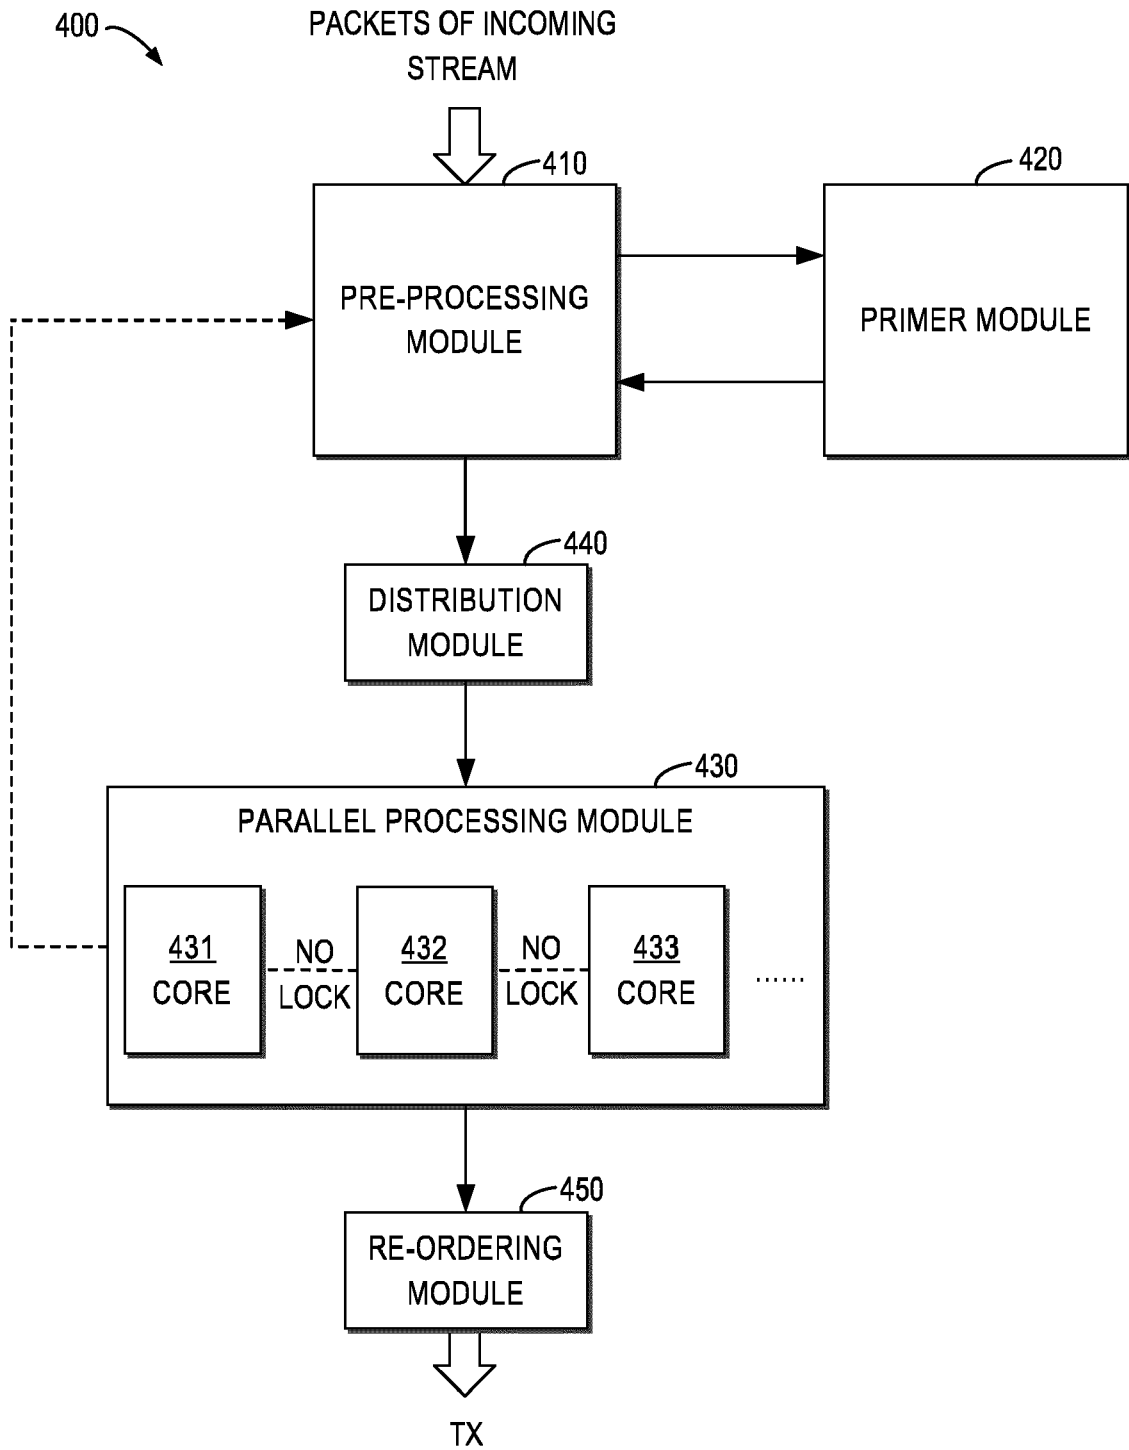 400
PACKETS OF INCOMING
STREAM
410
420
PRE-PROCESSING
MODULE
PRIMER MODULE
440
DISTRIBUTION
MODULE
430
PARALLEL PROCESSING MODULE
431
CORE
NO
LOCK
432
CORE
NO
LOCK
433
CORE
......
450
RE-ORDERING
MODULE
TX